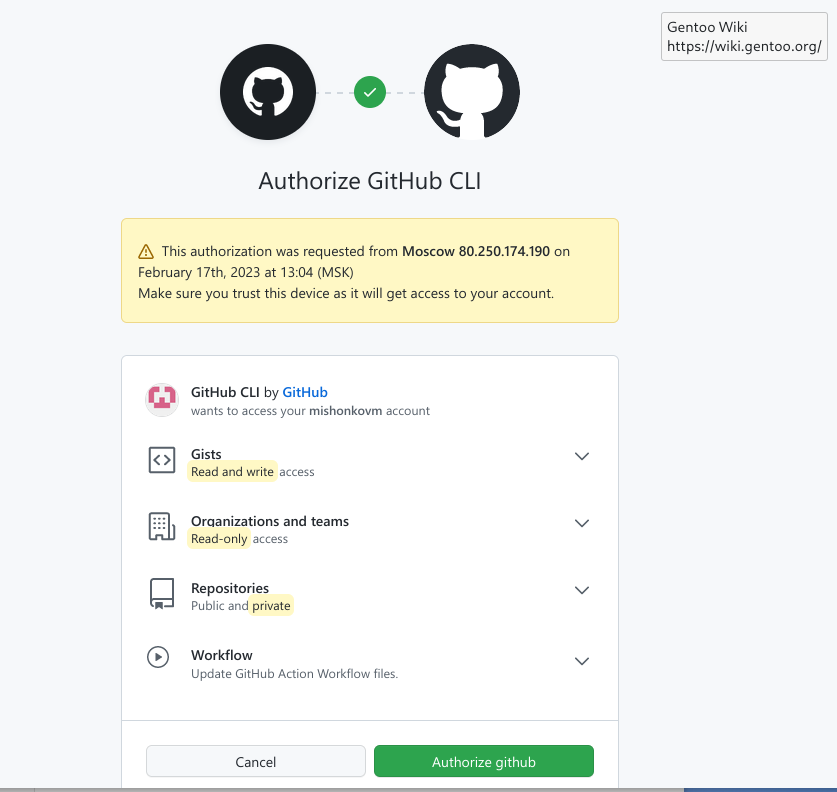 Gentoo Wiki
https://wiki.gentoo.org/
Authorize GitHub CLI
This authorization was requested from Moscow 80.250.174.190 on
February 17th, 2023 at 13:04 (MSK)
Make sure you trust this device as it will get access to your account.
GitHub CLI by GitHub
wants to access your mishonkovm account
Gists
Read and write access
Organizations and teams
Read-only access
Repositories
Public and private
Workflow
Update GitHub Action Workflow files.
Cancel
Authorize github